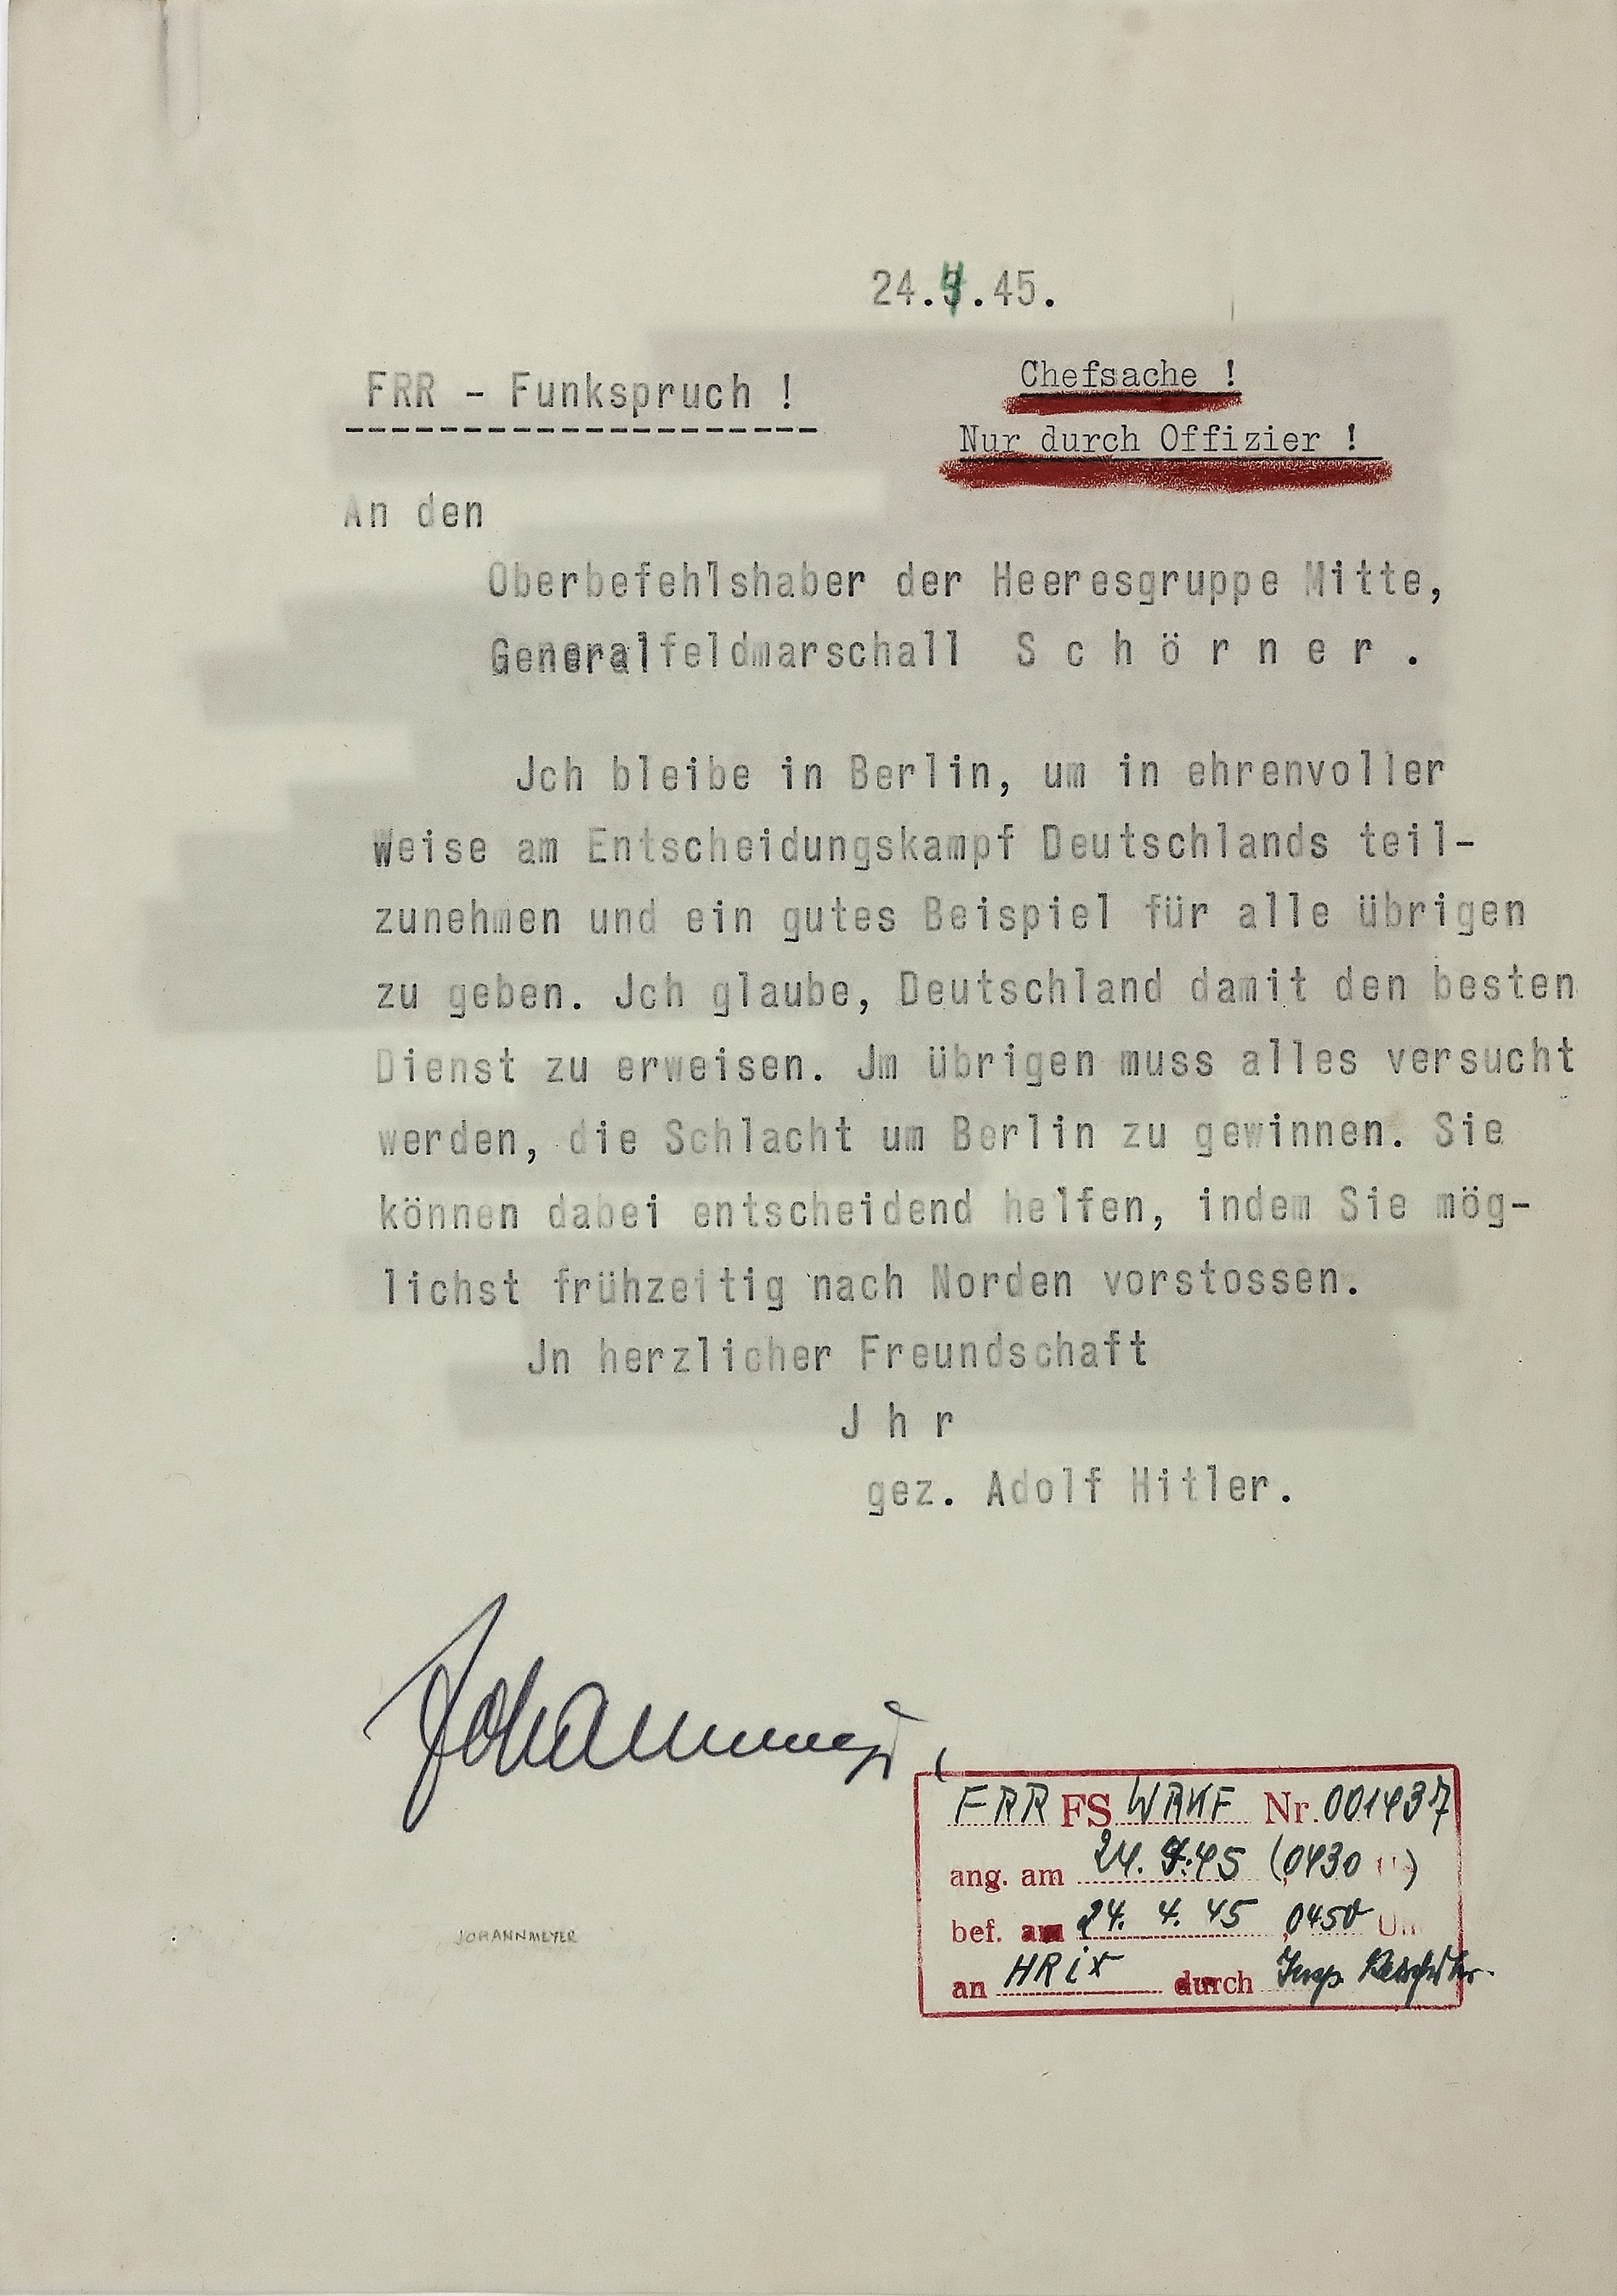 24.4.45.
FRR - Funkspruch !
Chefsache !
Nur durch Offizier !
An den
Oberbefehlshaber der Heeresgruppe Mitte,
Generalfeldmarschall S c h ö r n e r .
Jch bleibe in Berlin, um in ehrenvoller
Weise am Entscheidungskampf Deutschlands teil-
zunehmen und ein gutes Beispiel für alle übrigen
zu geben. Jch glaube, Deutschland damit den besten
Dienst zu erweisen. Jm übrigen muss alles versucht
werden, die Schlacht um Berlin zu gewinnen. Sie
können dabei entscheidend helfen, indem Sie mög-
lichst frühzeitig nach Norden vorstossen.
Jn herzlicher Freundschaft
J h r
gez. Adolf Hitler.
Johannmeyer
FRR FS Nr. 001437
ang. am 24.4.45 (0430
bef. am 24. 4. 45 0450 U
an durch Insp.
JOHANNMEYER